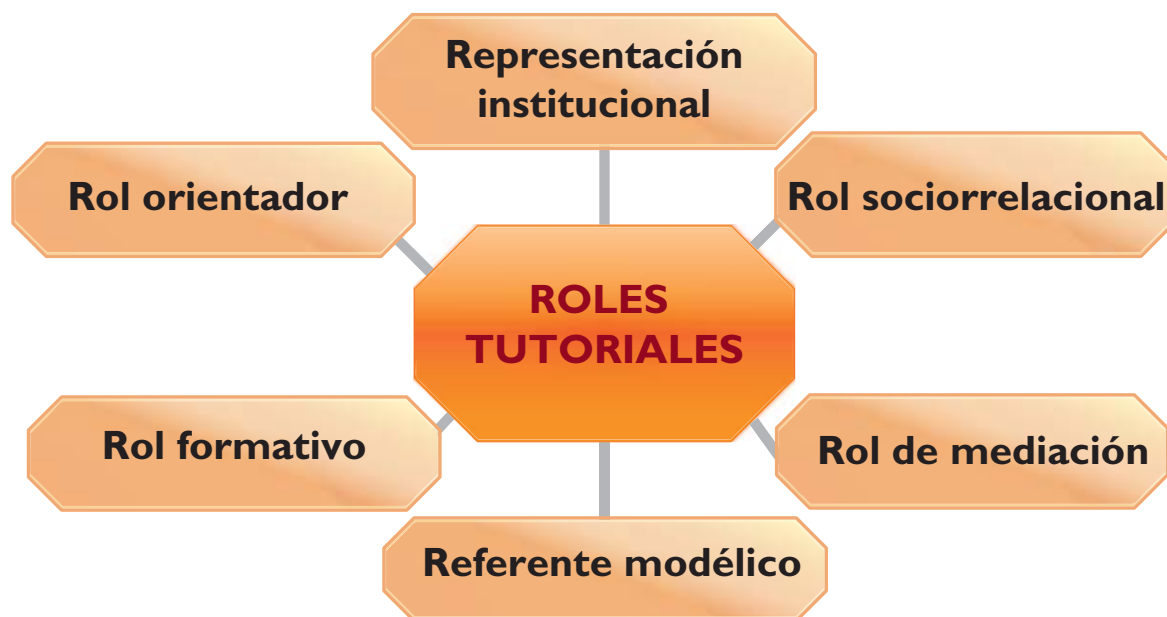 Representación
institucional
Rol orientador
Rol sociorrelacional
ROLES
TUTORIALES
Rol formativo
Rol de mediación
Referente modélico